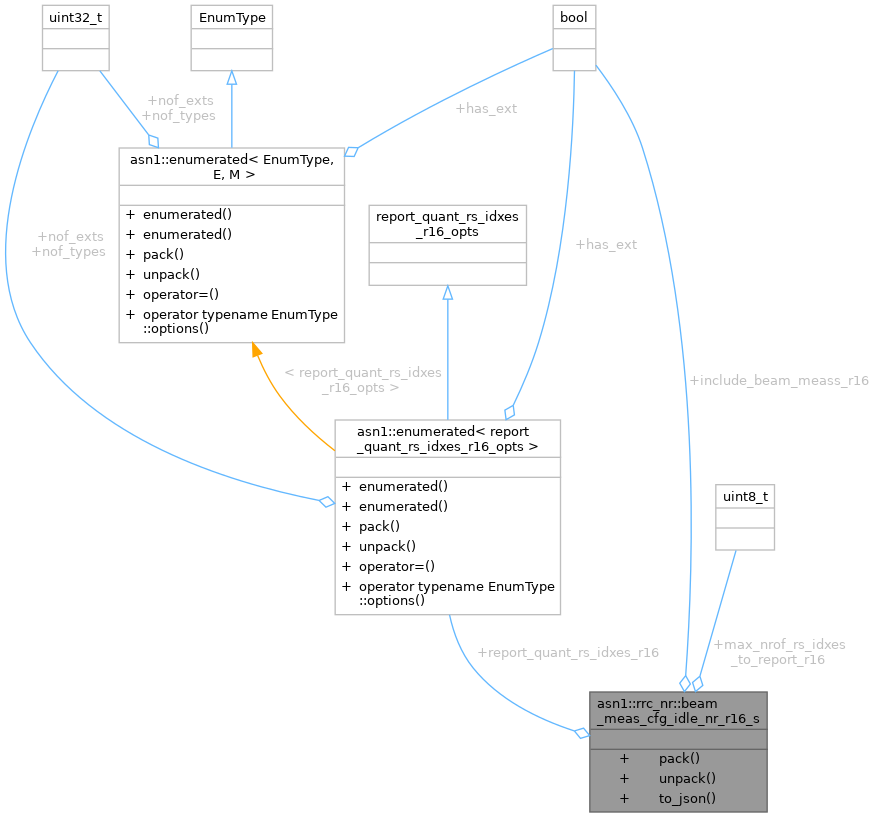 uint32_t
EnumType
bool
+nof_exts
+nof_types
+has_ext
asn1::enumerated< EnumType,
E, M >
+ enumerated()
+ enumerated()
+ pack()
+ unpack()
+ operator=()
+ operator typename EnumType
::options()
report_quant_rs_idxes
_r16_opts
+nof_exts
+nof_types
+has_ext
< report_quant_rs_idxes
_r16_opts >
+include_beam_meass_r16
asn1::enumerated< report
_quant_rs_idxes_r16_opts >
+ enumerated()
+ enumerated()
+ pack()
+ unpack()
+ operator=()
+ operator typename EnumType
::options()
uint8_t
+report_quant_rs_idxes_r16
+max_nrof_rs_idxes
_to_report_r16
asn1::rrc_nr::beam
_meas_cfg_idle_nr_r16_s
+ pack()
+ unpack()
+ to_json()